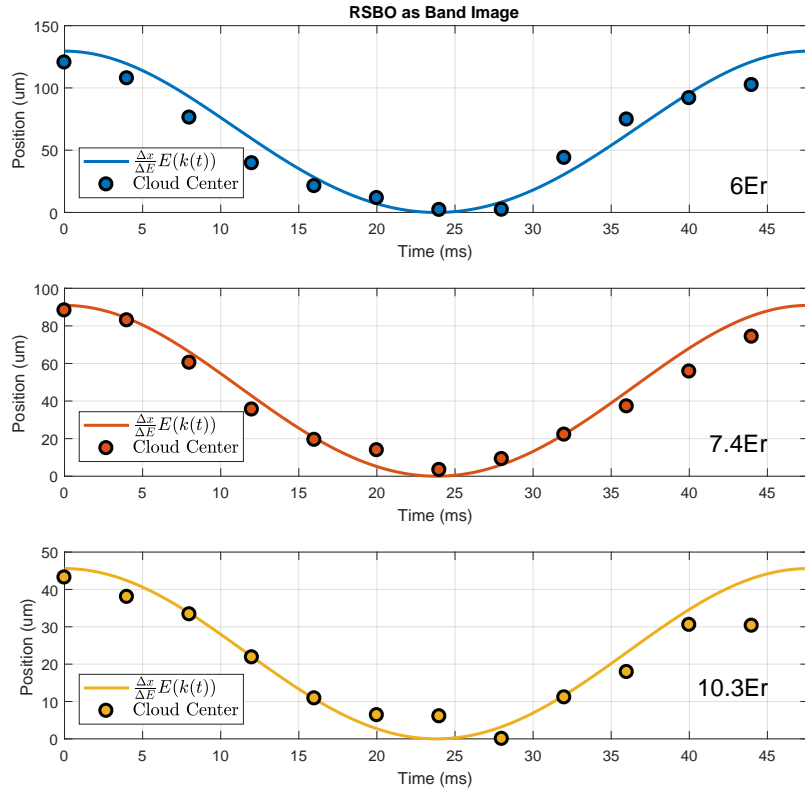 RSBO as Band Image
Position (um)
150
100
50
0
Δx/ΔE E(k(t))
Cloud Center
6Er
0 5 10 15 20 25 30 35 40 45
Time (ms)
Position (um)
100
80
60
40
20
0
Δx/ΔE E(k(t))
Cloud Center
7.4Er
0 5 10 15 20 25 30 35 40 45
Time (ms)
Position (um)
50
40
30
20
10
0
Δx/ΔE E(k(t))
Cloud Center
10.3Er
0 5 10 15 20 25 30 35 40 45
Time (ms)